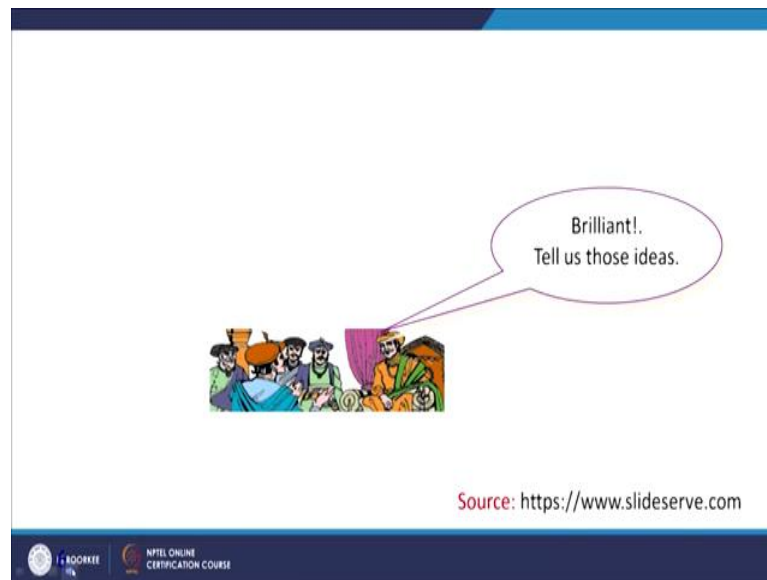 Brilliant!.
Tell us those ideas.
Source: https://www.slideserve.com
ROORKEE
NPTEL ONLINE
CERTIFICATION COURSE